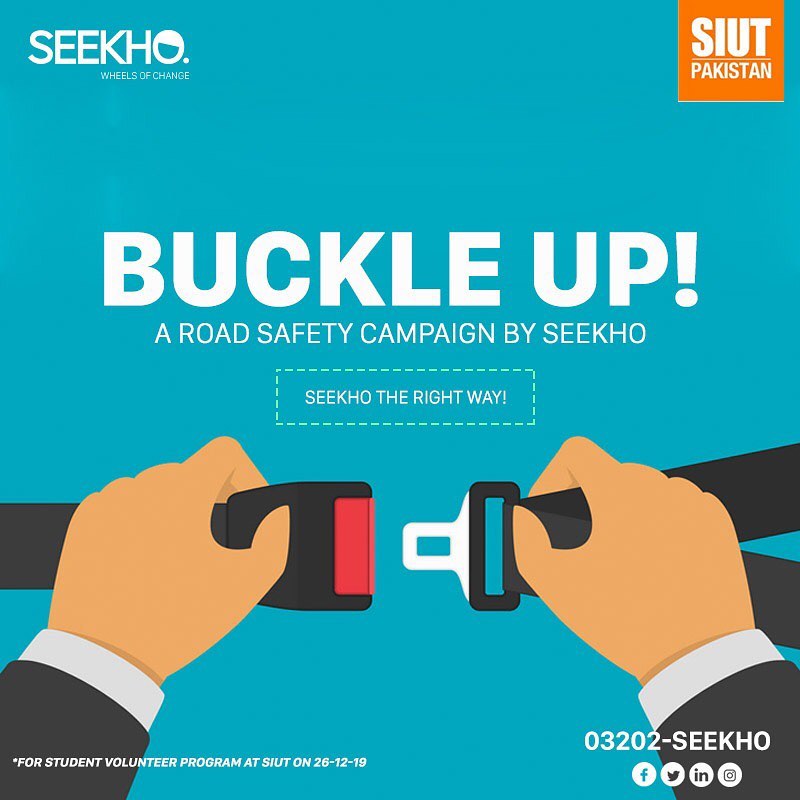 SEEKHO.
WHEELS OF CHANGE
SIUT
PAKISTAN
BUCKLE UP!
A ROAD SAFETY CAMPAIGN BY SEEKHO
SEEKHO THE RIGHT WAY!
03202-SEEKHO
*FOR STUDENT VOLUNTEER PROGRAM AT SIUT ON 26-12-19